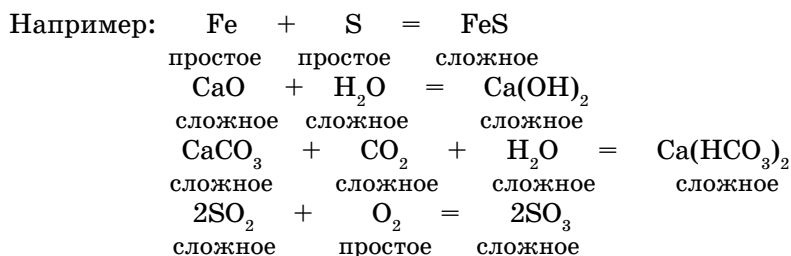 Например: Fe + S = FeS
простое простое сложное
CaO + H₂O = Ca(OH)₂
сложное сложное сложное
CaCO₃ + CO₂ + H₂O = Ca(HCO₃)₂
сложное сложное сложное сложное
2SO₂ + O₂ = 2SO₃
сложное простое сложное